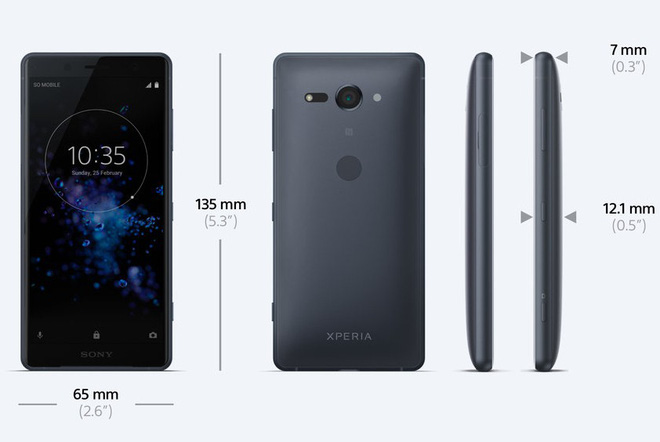 SO MOBILE
10:35
Sunday, 25 February
SONY
XPERIA
135 mm
(5.3″)
65 mm
(2.6″)
7 mm
(0.3″)
12.1 mm
(0.5″)